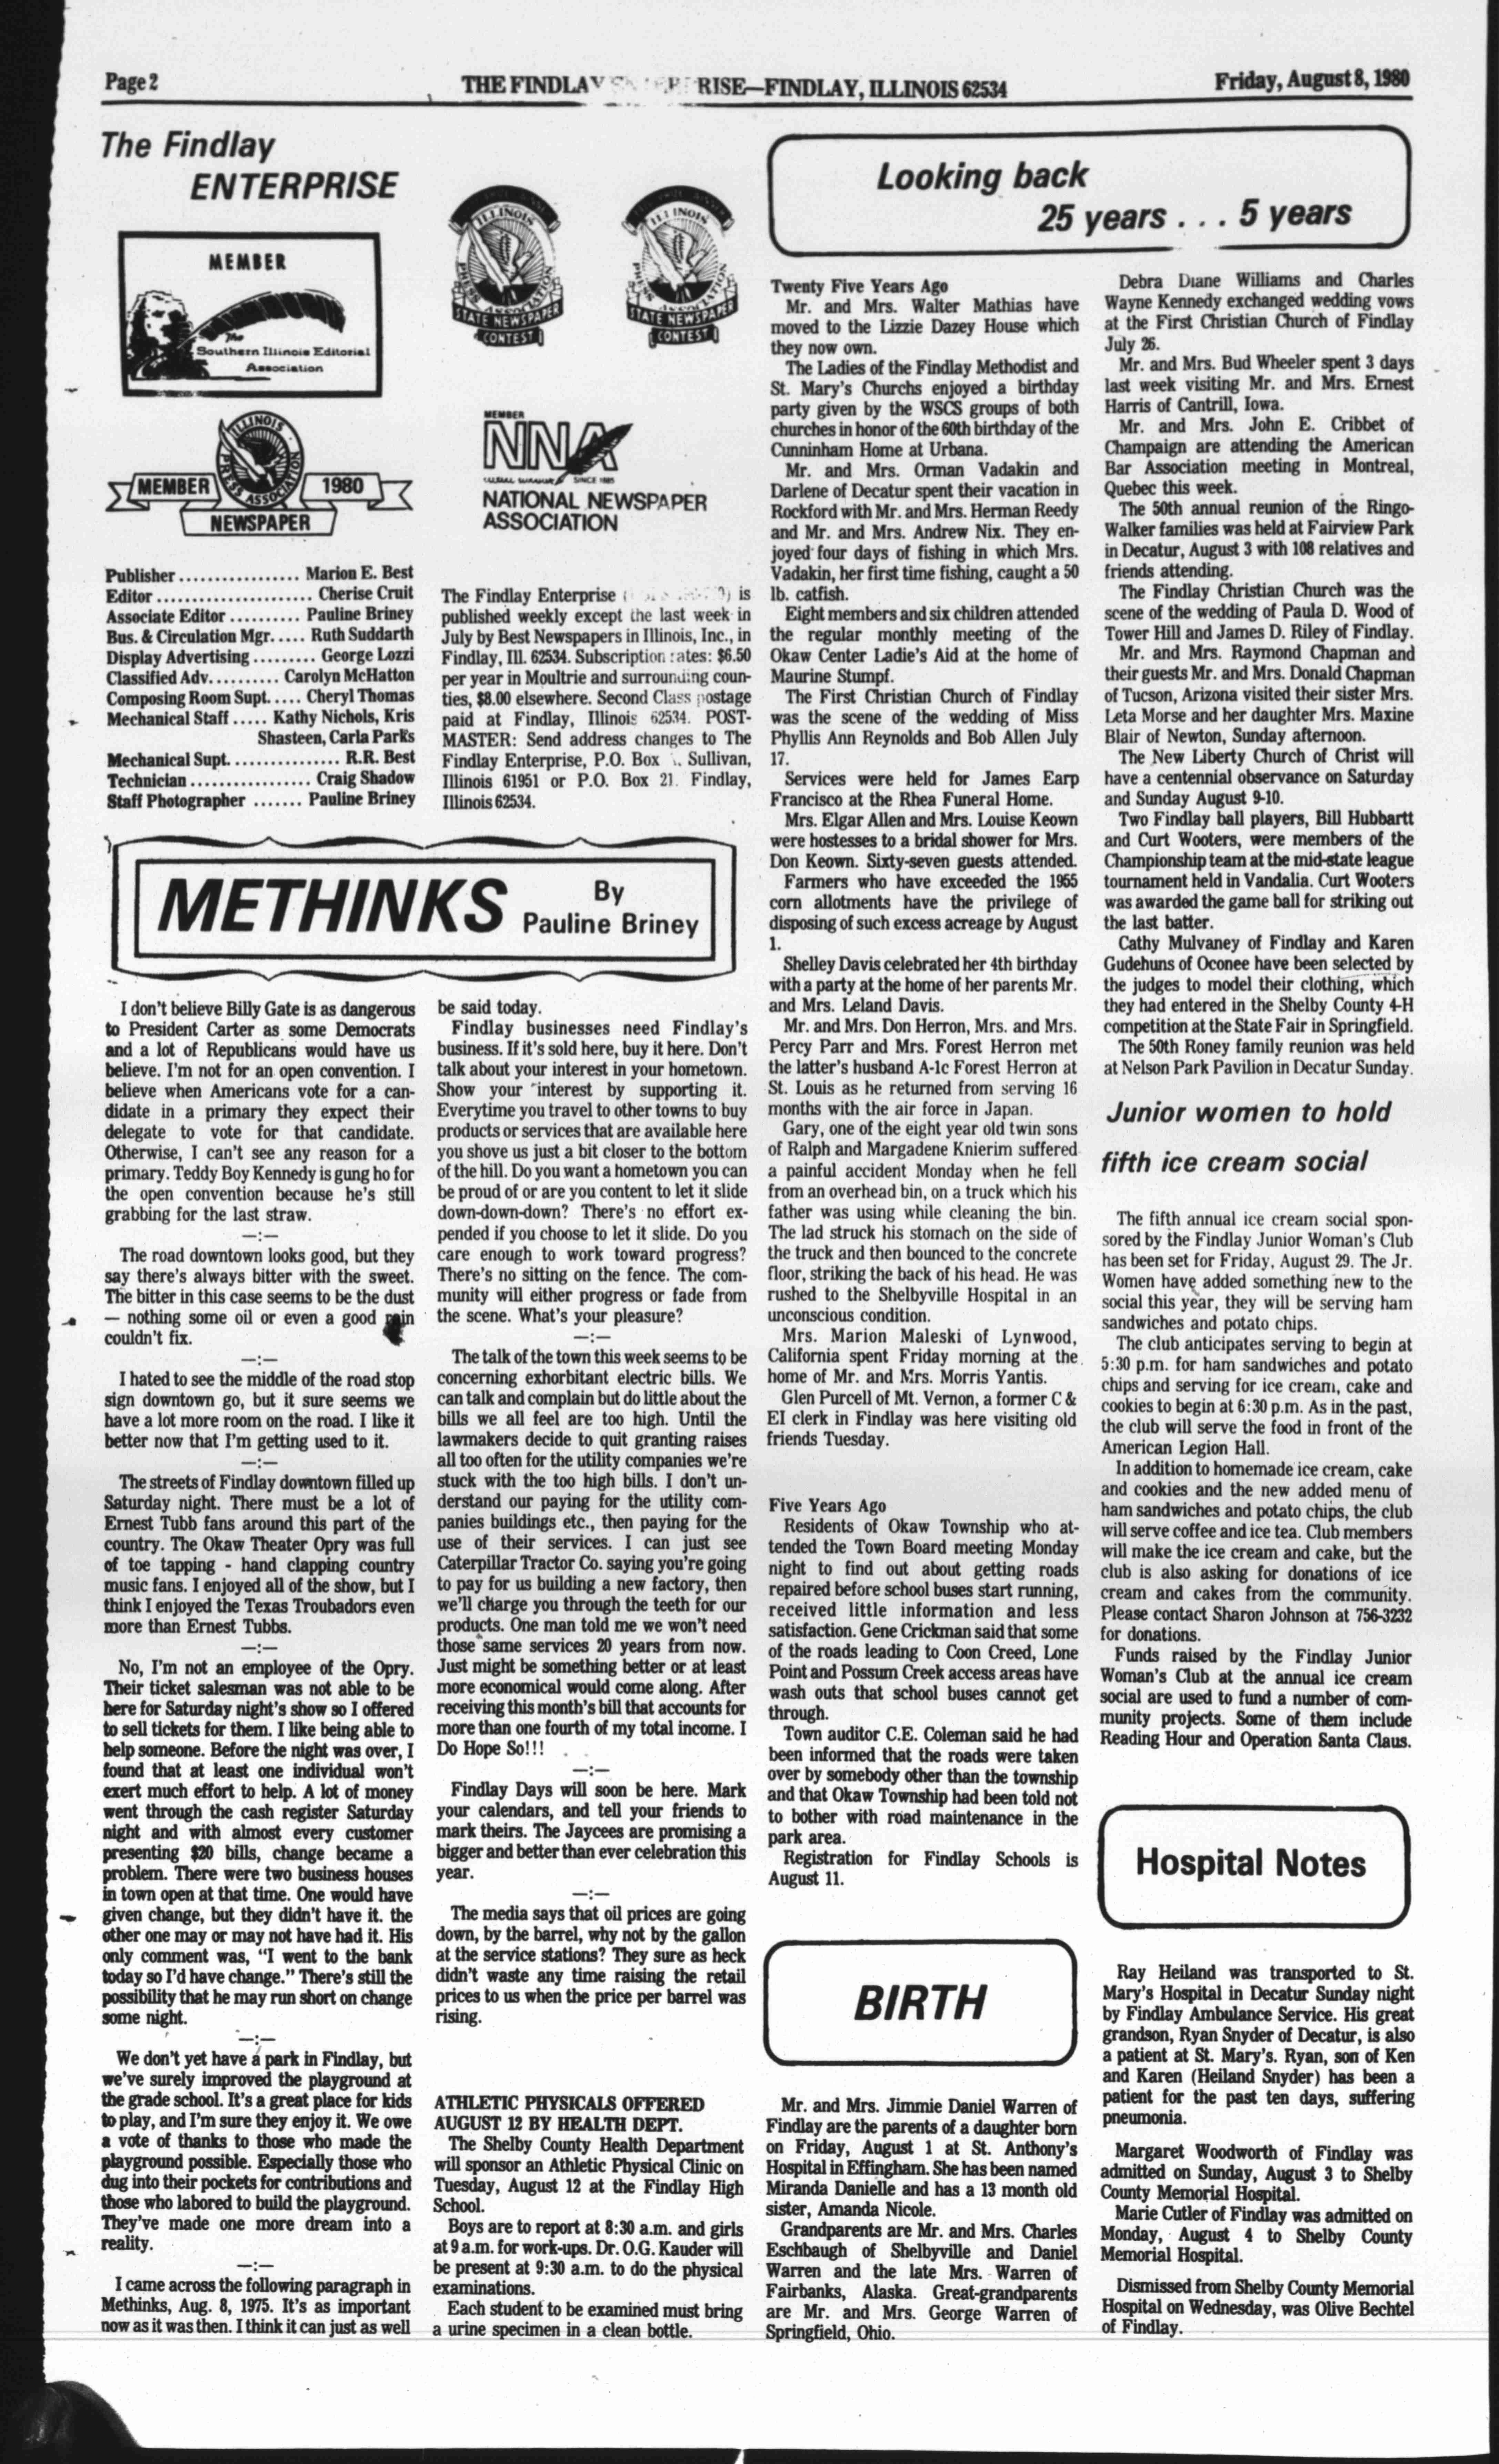 Page 2
THE FINDLAY RISE—FINDLAY, ILLINOIS 62534
Friday, August 8, 1980
The Findlay
ENTERPRISE
MEMBER
The
Southern Illinois Editorial
Association
ILLINOIS
PRESS ASSOCIATION
STATE NEWSPAPER
CONTEST
ILLINOIS
PRESS ASSOCIATION
STATE NEWSPAPER
CONTEST
ILLINOIS
PRESS ASSOCIATION
MEMBER 1980
NEWSPAPER
MEMBER
NNA
SINCE 1885
NATIONAL NEWSPAPER
ASSOCIATION
Publisher ................. Marion E. Best
Editor ...................... Cherise Cruit
Associate Editor .......... Pauline Briney
Bus. & Circulation Mgr. .... Ruth Suddarth
Display Advertising ......... George Lozzi
Classified Adv. ......... Carolyn McHatton
Composing Room Supt. .... Cheryl Thomas
Mechanical Staff ..... Kathy Nichols, Kris
Shasteen, Carla Parks
Mechanical Supt. ............... R.R. Best
Technician ................. Craig Shadow
Staff Photographer ....... Pauline Briney
The Findlay Enterprise is
published weekly except the last week in
July by Best Newspapers in Illinois, Inc., in
Findlay, Ill. 62534. Subscription rates: $6.50
per year in Moultrie and surrounding coun-
ties, $8.00 elsewhere. Second Class postage
paid at Findlay, Illinois 62534. POST-
MASTER: Send address changes to The
Findlay Enterprise, P.O. Box Sullivan,
Illinois 61951 or P.O. Box 21. Findlay,
Illinois 62534.
METHINKS By
Pauline Briney
I don't believe Billy Gate is as dangerous
to President Carter as some Democrats
and a lot of Republicans would have us
believe. I'm not for an open convention. I
believe when Americans vote for a can-
didate in a primary they expect their
delegate to vote for that candidate.
Otherwise, I can't see any reason for a
primary. Teddy Boy Kennedy is gung ho for
the open convention because he's still
grabbing for the last straw.
—:—
The road downtown looks good, but they
say there's always bitter with the sweet.
The bitter in this case seems to be the dust
— nothing some oil or even a good rain
couldn't fix.
—:—
I hated to see the middle of the road stop
sign downtown go, but it sure seems we
have a lot more room on the road. I like it
better now that I'm getting used to it.
—:—
The streets of Findlay downtown filled up
Saturday night. There must be a lot of
Ernest Tubb fans around this part of the
country. The Okaw Theater Opry was full
of toe tapping - hand clapping country
music fans. I enjoyed all of the show, but I
think I enjoyed the Texas Troubadors even
more than Ernest Tubbs.
—:—
No, I'm not an employee of the Opry.
Their ticket salesman was not able to be
here for Saturday night's show so I offered
to sell tickets for them. I like being able to
help someone. Before the night was over, I
found that at least one individual won't
exert much effort to help. A lot of money
went through the cash register Saturday
night and with almost every customer
presenting $20 bills, change became a
problem. There were two business houses
in town open at that time. One would have
given change, but they didn't have it. the
other one may or may not have had it. His
only comment was, "I went to the bank
today so I'd have change." There's still the
possibility that he may run short on change
some night.
—:—
We don't yet have a park in Findlay, but
we've surely improved the playground at
the grade school. It's a great place for kids
to play, and I'm sure they enjoy it. We owe
a vote of thanks to those who made the
playground possible. Especially those who
dug into their pockets for contributions and
those who labored to build the playground.
They've made one more dream into a
reality.
—:—
I came across the following paragraph in
Methinks, Aug. 8, 1975. It's as important
now as it was then. I think it can just as well
be said today.
Findlay businesses need Findlay's
business. If it's sold here, buy it here. Don't
talk about your interest in your hometown.
Show your interest by supporting it.
Everytime you travel to other towns to buy
products or services that are available here
you shove us just a bit closer to the bottom
of the hill. Do you want a hometown you can
be proud of or are you content to let it slide
down-down-down? There's no effort ex-
pended if you choose to let it slide. Do you
care enough to work toward progress?
There's no sitting on the fence. The com-
munity will either progress or fade from
the scene. What's your pleasure?
—:—
The talk of the town this week seems to be
concerning exhorbitant electric bills. We
can talk and complain but do little about the
bills we all feel are too high. Until the
lawmakers decide to quit granting raises
all too often for the utility companies we're
stuck with the too high bills. I don't un-
derstand our paying for the utility com-
panies buildings etc., then paying for the
use of their services. I can just see
Caterpillar Tractor Co. saying you're going
to pay for us building a new factory, then
we'll charge you through the teeth for our
products. One man told me we won't need
those same services 20 years from now.
Just might be something better or at least
more economical would come along. After
receiving this month's bill that accounts for
more than one fourth of my total income. I
Do Hope So!!!
—:—
Findlay Days will soon be here. Mark
your calendars, and tell your friends to
mark theirs. The Jaycees are promising a
bigger and better than ever celebration this
year.
—:—
The media says that oil prices are going
down, by the barrel, why not by the gallon
at the service stations? They sure as heck
didn't waste any time raising the retail
prices to us when the price per barrel was
rising.
ATHLETIC PHYSICALS OFFERED
AUGUST 12 BY HEALTH DEPT.
The Shelby County Health Department
will sponsor an Athletic Physical Clinic on
Tuesday, August 12 at the Findlay High
School.
Boys are to report at 8:30 a.m. and girls
at 9 a.m. for work-ups. Dr. O.G. Kauder will
be present at 9:30 a.m. to do the physical
examinations.
Each student to be examined must bring
a urine specimen in a clean bottle.
Looking back
25 years . . . 5 years
Twenty Five Years Ago
Mr. and Mrs. Walter Mathias have
moved to the Lizzie Dazey House which
they now own.
The Ladies of the Findlay Methodist and
St. Mary's Churchs enjoyed a birthday
party given by the WSCS groups of both
churches in honor of the 60th birthday of the
Cunninham Home at Urbana.
Mr. and Mrs. Orman Vadakin and
Darlene of Decatur spent their vacation in
Rockford with Mr. and Mrs. Herman Reedy
and Mr. and Mrs. Andrew Nix. They en-
joyed four days of fishing in which Mrs.
Vadakin, her first time fishing, caught a 50
lb. catfish.
Eight members and six children attended
the regular monthly meeting of the
Okaw Center Ladie's Aid at the home of
Maurine Stumpf.
The First Christian Church of Findlay
was the scene of the wedding of Miss
Phyllis Ann Reynolds and Bob Allen July
17.
Services were held for James Earp
Francisco at the Rhea Funeral Home.
Mrs. Elgar Allen and Mrs. Louise Keown
were hostesses to a bridal shower for Mrs.
Don Keown. Sixty-seven guests attended.
Farmers who have exceeded the 1955
corn allotments have the privilege of
disposing of such excess acreage by August
1.
Shelley Davis celebrated her 4th birthday
with a party at the home of her parents Mr.
and Mrs. Leland Davis.
Mr. and Mrs. Don Herron, Mrs. and Mrs.
Percy Parr and Mrs. Forest Herron met
the latter's husband A-1c Forest Herron at
St. Louis as he returned from serving 16
months with the air force in Japan.
Gary, one of the eight year old twin sons
of Ralph and Margadene Knierim suffered
a painful accident Monday when he fell
from an overhead bin, on a truck which his
father was using while cleaning the bin.
The lad struck his stomach on the side of
the truck and then bounced to the concrete
floor, striking the back of his head. He was
rushed to the Shelbyville Hospital in an
unconscious condition.
Mrs. Marion Maleski of Lynwood,
California spent Friday morning at the
home of Mr. and Mrs. Morris Yantis.
Glen Purcell of Mt. Vernon, a former C &
EI clerk in Findlay was here visiting old
friends Tuesday.
Five Years Ago
Residents of Okaw Township who at-
tended the Town Board meeting Monday
night to find out about getting roads
repaired before school buses start running,
received little information and less
satisfaction. Gene Crickman said that some
of the roads leading to Coon Creed, Lone
Point and Possum Creek access areas have
wash outs that school buses cannot get
through.
Town auditor C.E. Coleman said he had
been informed that the roads were taken
over by somebody other than the township
and that Okaw Township had been told not
to bother with road maintenance in the
park area.
Registration for Findlay Schools is
August 11.
BIRTH
Mr. and Mrs. Jimmie Daniel Warren of
Findlay are the parents of a daughter born
on Friday, August 1 at St. Anthony's
Hospital in Effingham. She has been named
Miranda Danielle and has a 13 month old
sister, Amanda Nicole.
Grandparents are Mr. and Mrs. Charles
Eschbaugh of Shelbyville and Daniel
Warren and the late Mrs. Warren of
Fairbanks, Alaska. Great-grandparents
are Mr. and Mrs. George Warren of
Springfield, Ohio.
Debra Diane Williams and Charles
Wayne Kennedy exchanged wedding vows
at the First Christian Church of Findlay
July 26.
Mr. and Mrs. Bud Wheeler spent 3 days
last week visiting Mr. and Mrs. Ernest
Harris of Cantrill, Iowa.
Mr. and Mrs. John E. Cribbet of
Champaign are attending the American
Bar Association meeting in Montreal,
Quebec this week.
The 50th annual reunion of the Ringo-
Walker families was held at Fairview Park
in Decatur, August 3 with 108 relatives and
friends attending.
The Findlay Christian Church was the
scene of the wedding of Paula D. Wood of
Tower Hill and James D. Riley of Findlay.
Mr. and Mrs. Raymond Chapman and
their guests Mr. and Mrs. Donald Chapman
of Tucson, Arizona visited their sister Mrs.
Leta Morse and her daughter Mrs. Maxine
Blair of Newton, Sunday afternoon.
The New Liberty Church of Christ will
have a centennial observance on Saturday
and Sunday August 9-10.
Two Findlay ball players, Bill Hubbartt
and Curt Wooters, were members of the
Championship team at the mid-state league
tournament held in Vandalia. Curt Wooters
was awarded the game ball for striking out
the last batter.
Cathy Mulvaney of Findlay and Karen
Gudehuns of Oconee have been selected by
the judges to model their clothing, which
they had entered in the Shelby County 4-H
competition at the State Fair in Springfield.
The 50th Roney family reunion was held
at Nelson Park Pavilion in Decatur Sunday.
Junior women to hold
fifth ice cream social
The fifth annual ice cream social spon-
sored by the Findlay Junior Woman's Club
has been set for Friday, August 29. The Jr.
Women have added something new to the
social this year, they will be serving ham
sandwiches and potato chips.
The club anticipates serving to begin at
5:30 p.m. for ham sandwiches and potato
chips and serving for ice cream, cake and
cookies to begin at 6:30 p.m. As in the past,
the club will serve the food in front of the
American Legion Hall.
In addition to homemade ice cream, cake
and cookies and the new added menu of
ham sandwiches and potato chips, the club
will serve coffee and ice tea. Club members
will make the ice cream and cake, but the
club is also asking for donations of ice
cream and cakes from the community.
Please contact Sharon Johnson at 756-3232
for donations.
Funds raised by the Findlay Junior
Woman's Club at the annual ice cream
social are used to fund a number of com-
munity projects. Some of them include
Reading Hour and Operation Santa Claus.
Hospital Notes
Ray Heiland was transported to St.
Mary's Hospital in Decatur Sunday night
by Findlay Ambulance Service. His great
grandson, Ryan Snyder of Decatur, is also
a patient at St. Mary's. Ryan, son of Ken
and Karen (Heiland Snyder) has been a
patient for the past ten days, suffering
pneumonia.
Margaret Woodworth of Findlay was
admitted on Sunday, August 3 to Shelby
County Memorial Hospital.
Marie Cutler of Findlay was admitted on
Monday, August 4 to Shelby County
Memorial Hospital.
Dismissed from Shelby County Memorial
Hospital on Wednesday, was Olive Bechtel
of Findlay.